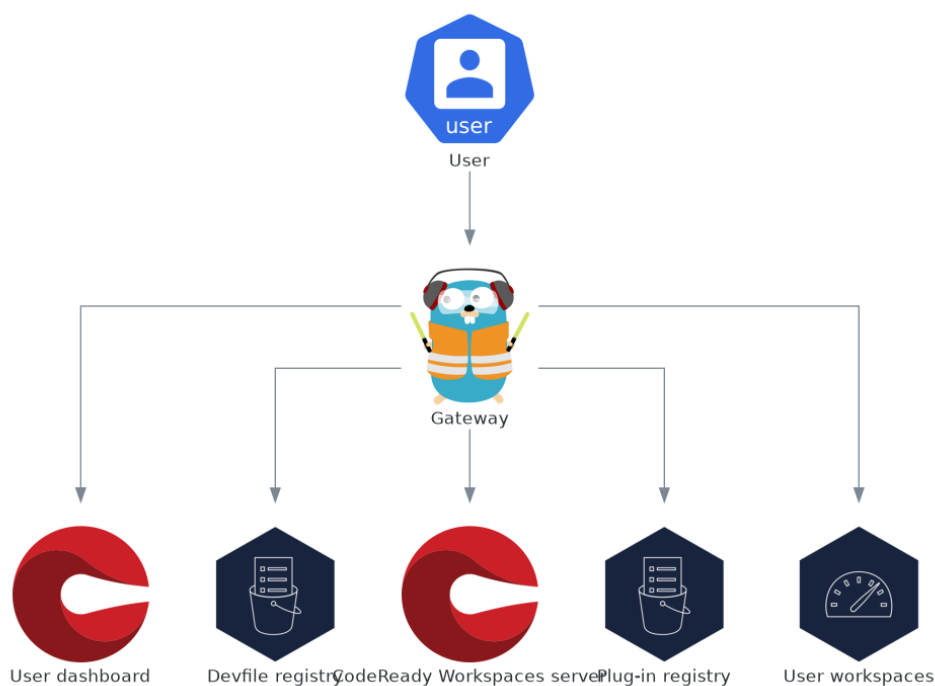 user
User
Gateway
User dashboard
Devfile registry
CodeReady Workspaces server
Plug-in registry
User workspaces